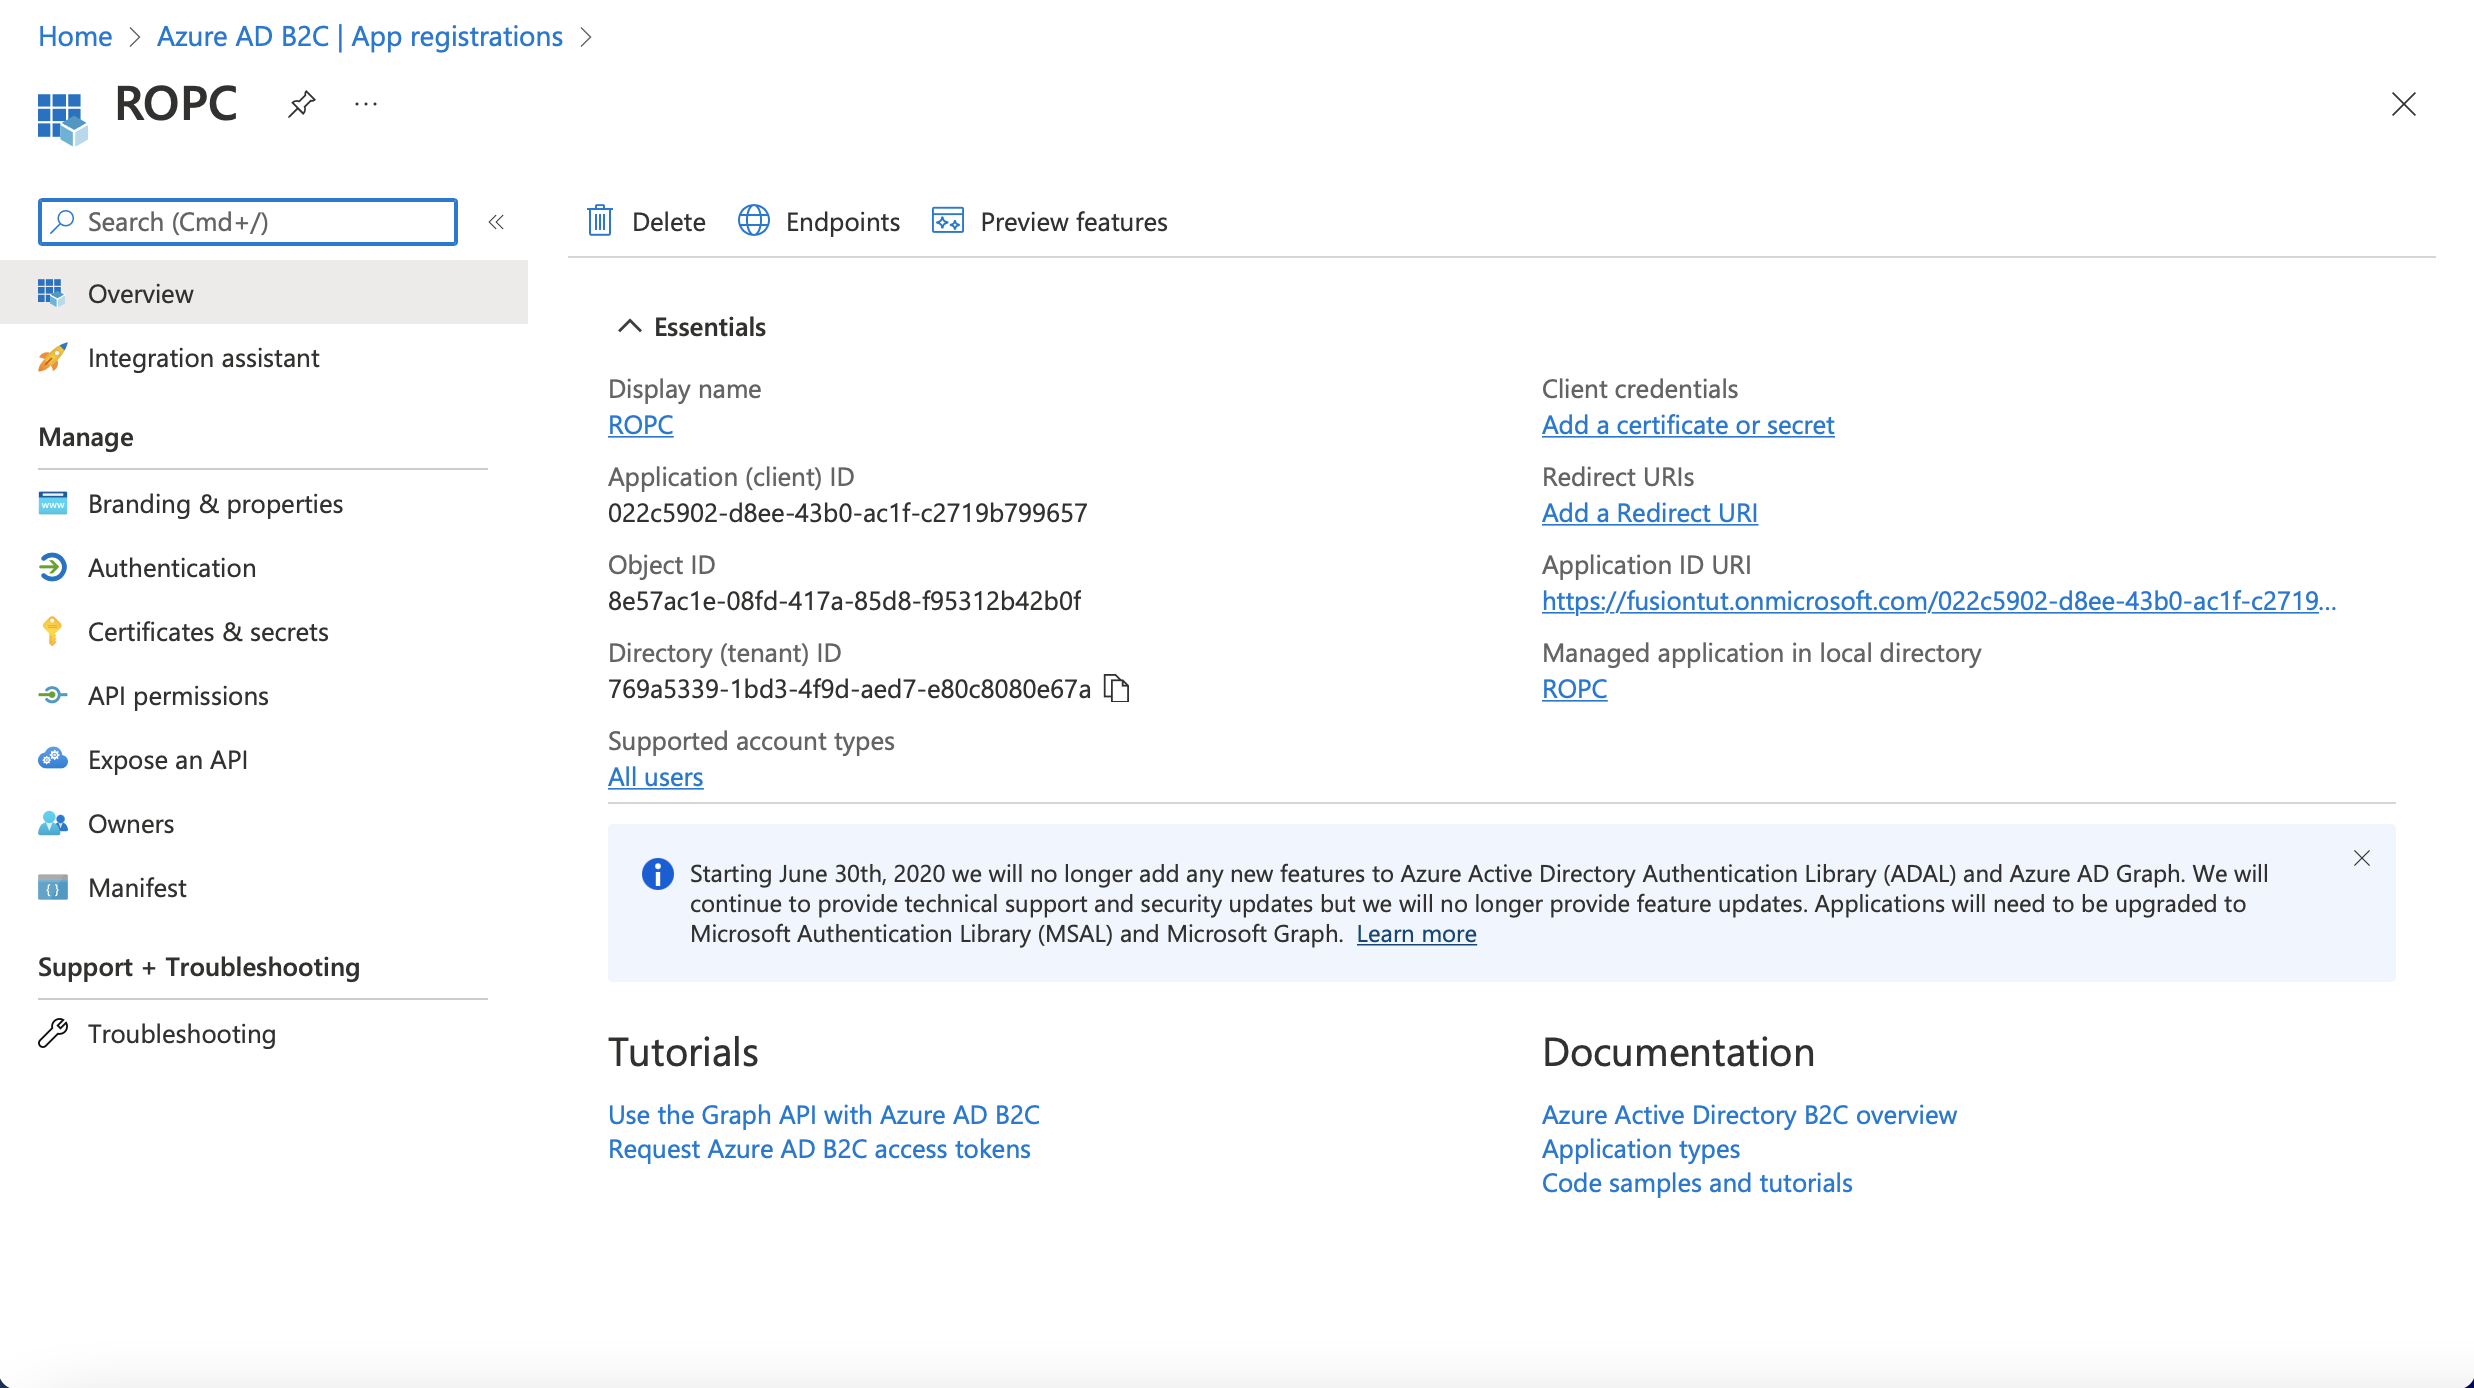 Home > Azure AD B2C | App registrations >
ROPC ...
Search (Cmd+/) «
Overview
Integration assistant
Manage
Branding & properties
Authentication
Certificates & secrets
API permissions
Expose an API
Owners
Manifest
Support + Troubleshooting
Troubleshooting
Delete Endpoints Preview features
Essentials
Display name
ROPC
Application (client) ID
022c5902-d8ee-43b0-ac1f-c2719b799657
Object ID
8e57ac1e-08fd-417a-85d8-f95312b42b0f
Directory (tenant) ID
769a5339-1bd3-4f9d-aed7-e80c8080e67a
Supported account types
All users
Client credentials
Add a certificate or secret
Redirect URIs
Add a Redirect URI
Application ID URI
https://fusiontut.onmicrosoft.com/022c5902-d8ee-43b0-ac1f-c2719...
Managed application in local directory
ROPC
Starting June 30th, 2020 we will no longer add any new features to Azure Active Directory Authentication Library (ADAL) and Azure AD Graph. We will
continue to provide technical support and security updates but we will no longer provide feature updates. Applications will need to be upgraded to
Microsoft Authentication Library (MSAL) and Microsoft Graph. Learn more
Tutorials
Use the Graph API with Azure AD B2C
Request Azure AD B2C access tokens
Documentation
Azure Active Directory B2C overview
Application types
Code samples and tutorials